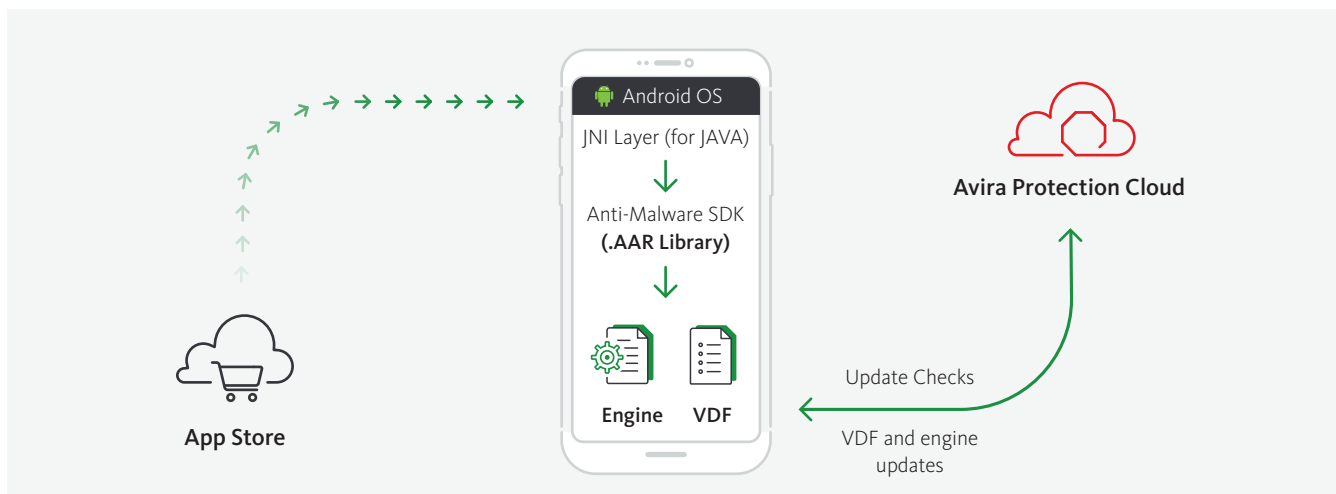 Android OS
JNI Layer (for JAVA)
Anti-Malware SDK
(.AAR Library)
Engine
VDF
App Store
Avira Protection Cloud
Update Checks
VDF and engine
updates